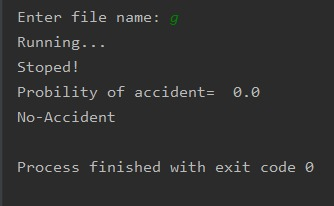 Enter file name: g
Running...
Stoped!
Probility of accident=  0.0
No-Accident
Process finished with exit code 0